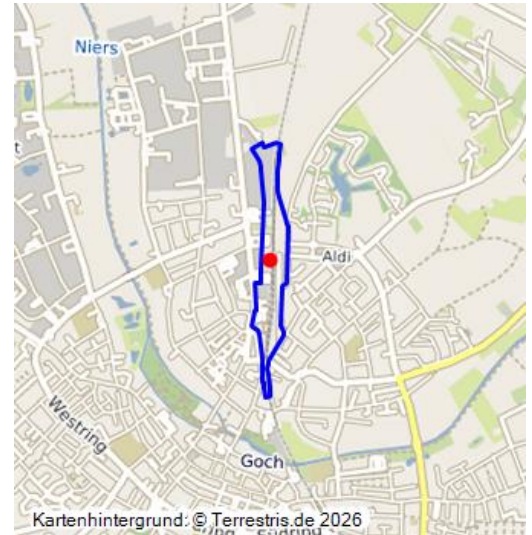 Niers
Aldi
Westring
Goch
Kartenhintergrund: © Terrestris.de 2026